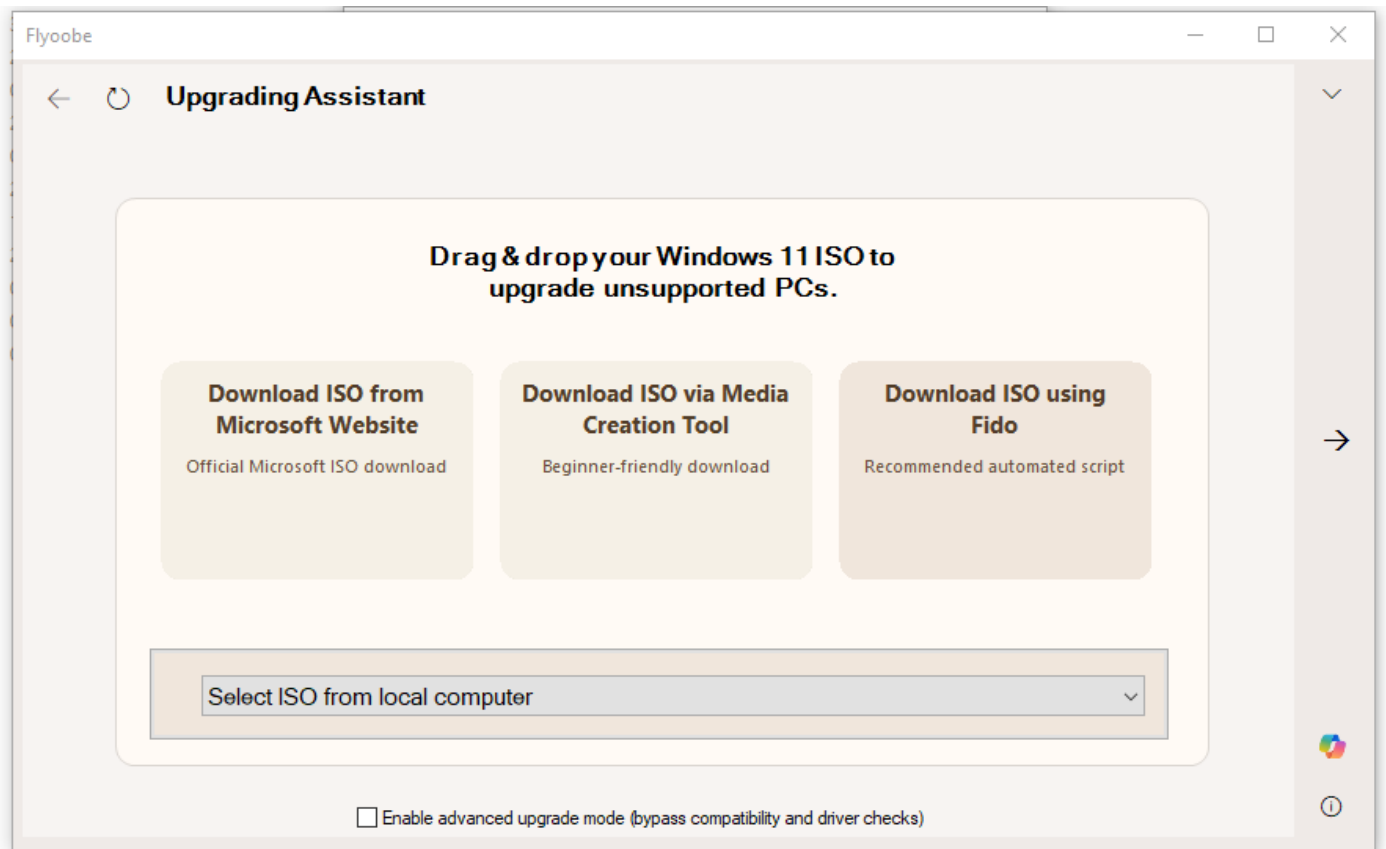 Flyoobe
Upgrading Assistant
Drag & drop your Windows 11 ISO to
upgrade unsupported PCs.
Download ISO from
Microsoft Website
Official Microsoft ISO download
Download ISO via Media
Creation Tool
Beginner-friendly download
Download ISO using
Fido
Recommended automated script
Select ISO from local computer
Enable advanced upgrade mode (bypass compatibility and driver checks)